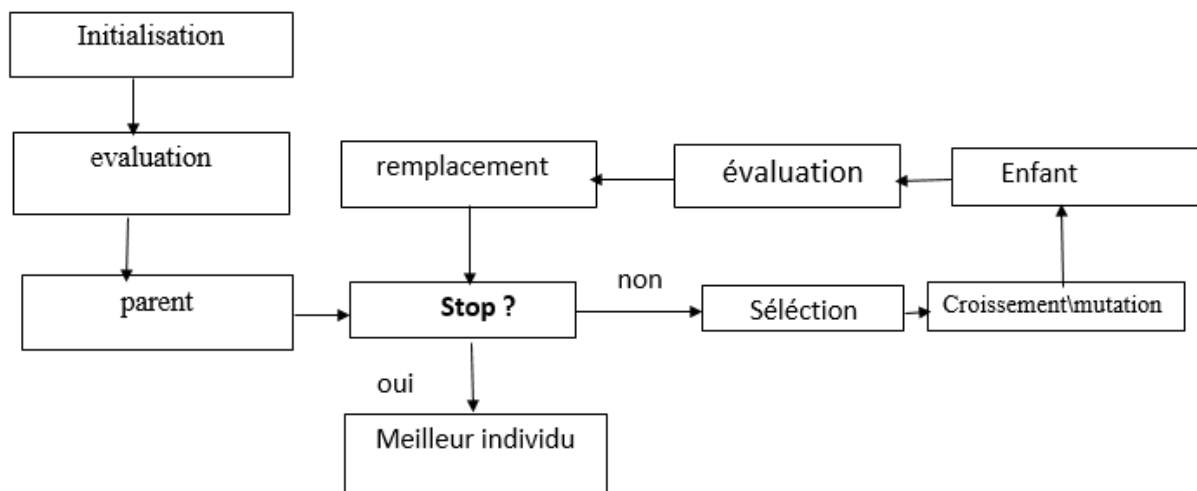 Initialisation
evaluation
remplacement
évaluation
Enfant
parent
Stop ?
non
Séléction
Croissement\mutation
oui
Meilleur individu